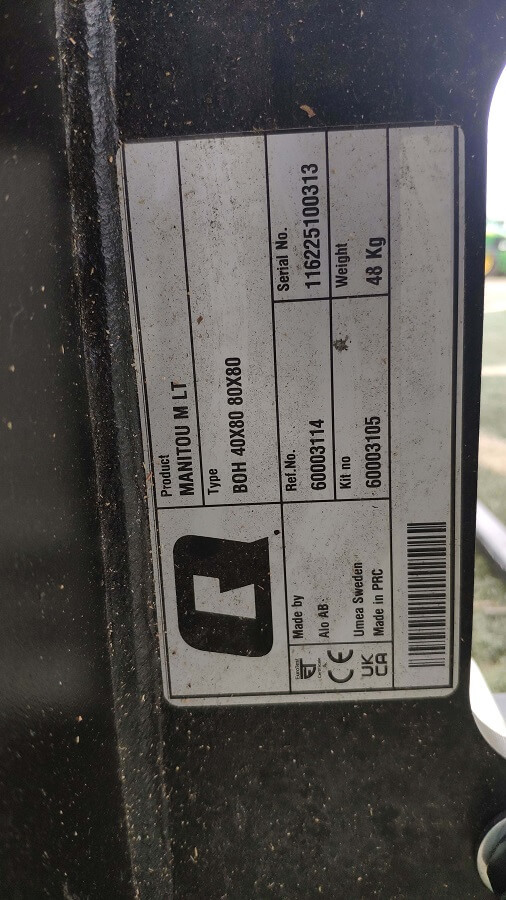 Product
MANITOU M LT
Type
BOH 40X80 80X80
Ref.No.
60003114
Serial No.
116225100313
Kit no
60003105
Weight
48 Kg
Made by
Alo AB
Umea Sweden
Made in PRC
CE
UK
CA